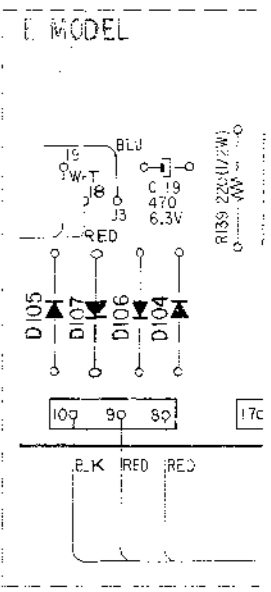 E MODEL
BLU
J9
WHT
J8
J3
C119
470
6.3V
R139 220(1/2W)
RED
D105
D107
D106
D104
10
9
8
17
BLK RED RED